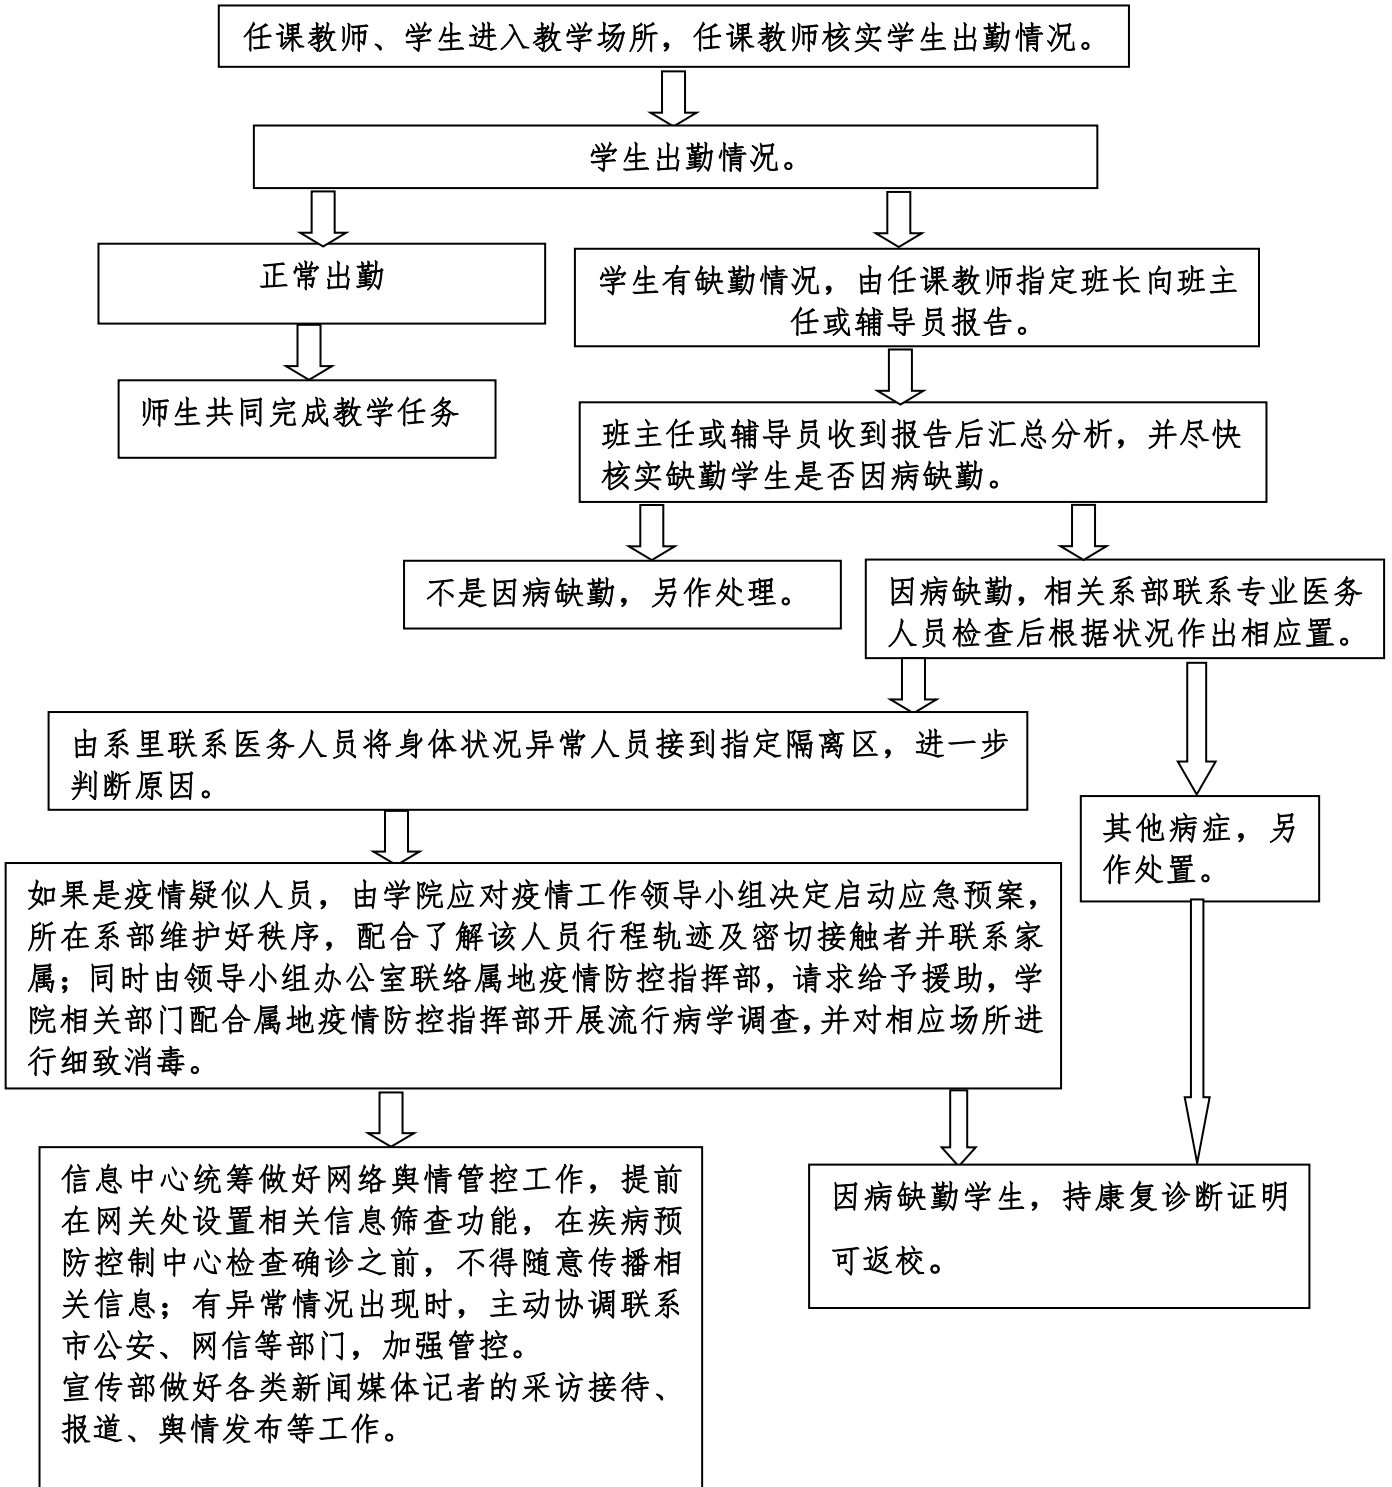 任课教师、学生进入教学场所，任课教师核实学生出勤情况。
学生出勤情况。
正常出勤
学生有缺勤情况，由任课教师指定班长向班主
任或辅导员报告。
师生共同完成教学任务
班主任或辅导员收到报告后汇总分析，并尽快
核实缺勤学生是否因病缺勤。
不是因病缺勤，另作处理。
因病缺勤，相关系部联系专业医务
人员检查后根据状况作出相应置。
由系里联系医务人员将身体状况异常人员接到指定隔离区，进一步
判断原因。
其他病症，另
作处置。
如果是疫情疑似人员，由学院应对疫情工作领导小组决定启动应急预案，
所在系部维护好秩序，配合了解该人员行程轨迹及密切接触者并联系家
属；同时由领导小组办公室联络属地疫情防控指挥部，请求给予援助，学
院相关部门配合属地疫情防控指挥部开展流行病学调查，并对相应场所进
行细致消毒。
信息中心统筹做好网络舆情管控工作，提前
在网关处设置相关信息筛查功能，在疾病预
防控制中心检查确诊之前，不得随意传播相
关信息；有异常情况出现时，主动协调联系
市公安、网信等部门，加强管控。
宣传部做好各类新闻媒体记者的采访接待、
报道、舆情发布等工作。
因病缺勤学生，持康复诊断证明
可返校。